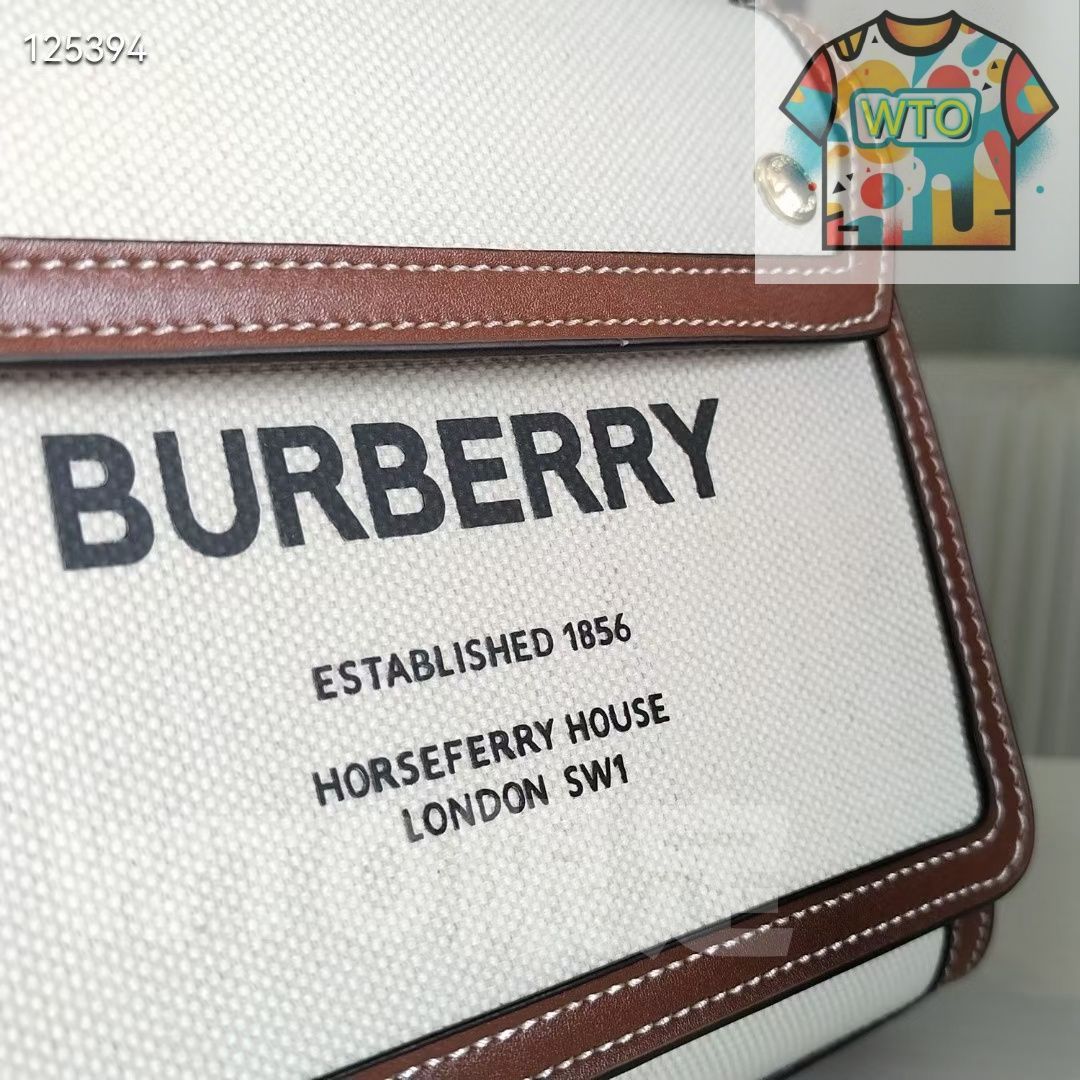 125394
WTO
BURBERRY
ESTABLISHED 1856
HORSEFERRY HOUSE
LONDON SW1